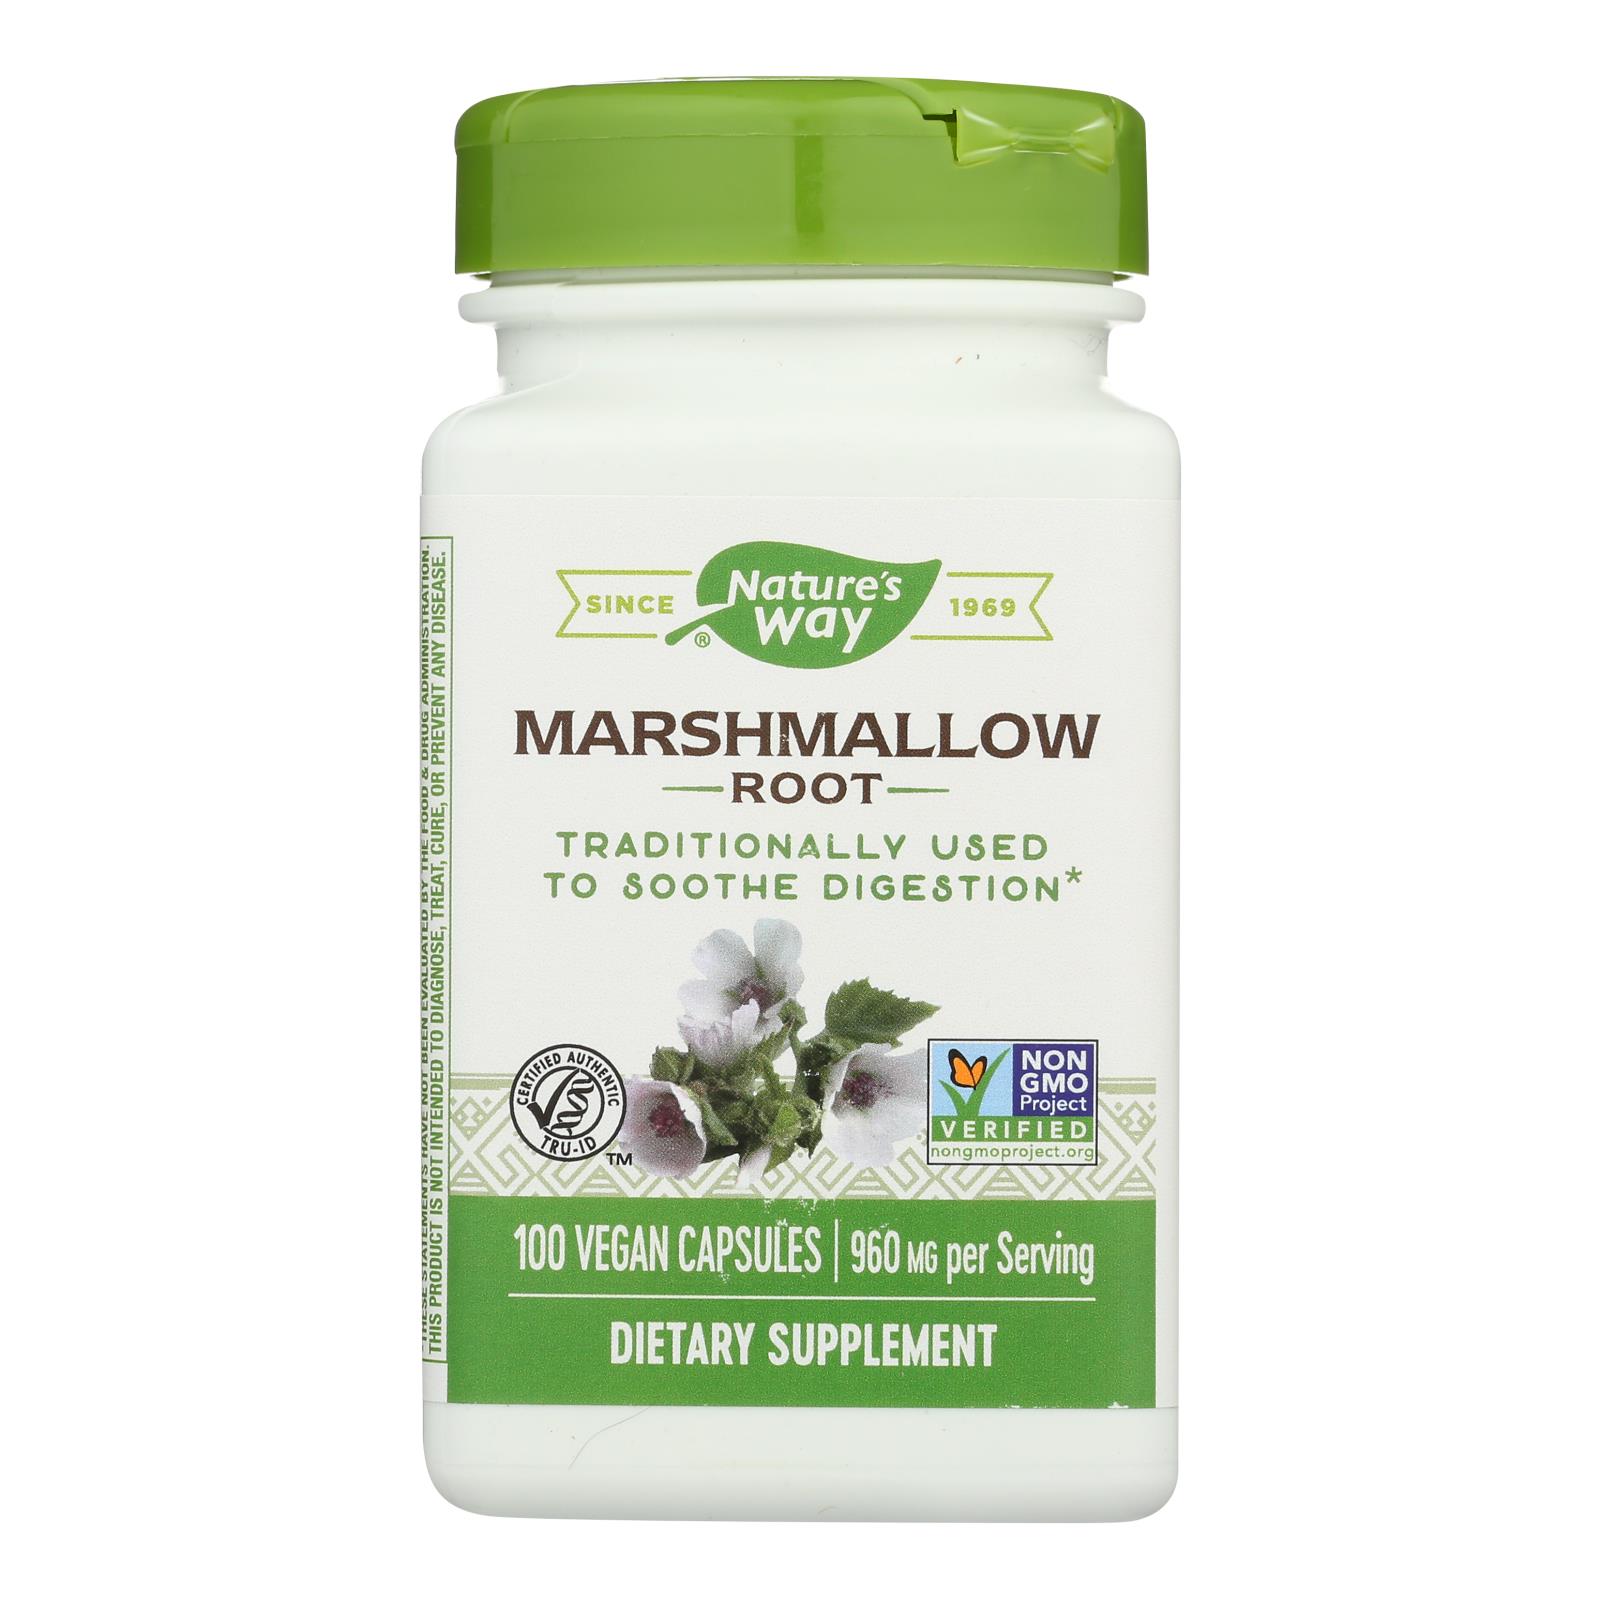 SINCE
Nature's
Way®
1969
MARSHMALLOW
ROOT
TRADITIONALLY USED
TO SOOTHE DIGESTION*
CERTIFIED AUTHENTIC
TRU-ID
TM
NON
GMO
Project
VERIFIED
nongmoproject.org
100 VEGAN CAPSULES | 960 MG per Serving
DIETARY SUPPLEMENT
THESE STATEMENTS HAVE NOT BEEN EVALUATED BY THE FOOD & DRUG ADMINISTRATION.
THIS PRODUCT IS NOT INTENDED TO DIAGNOSE, TREAT, CURE, OR PREVENT ANY DISEASE.